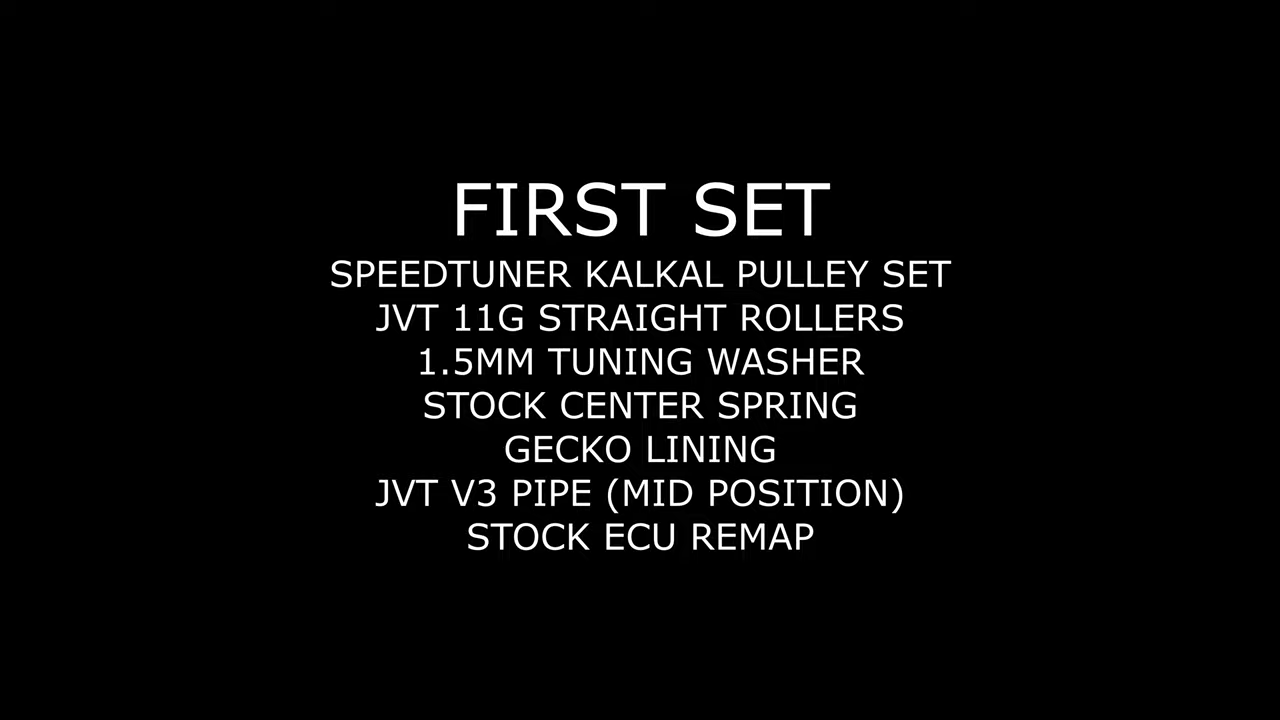 FIRST SET
SPEEDTUNER KALKAL PULLEY SET
JVT 11G STRAIGHT ROLLERS
1.5MM TUNING WASHER
STOCK CENTER SPRING
GECKO LINING
JVT V3 PIPE (MID POSITION)
STOCK ECU REMAP